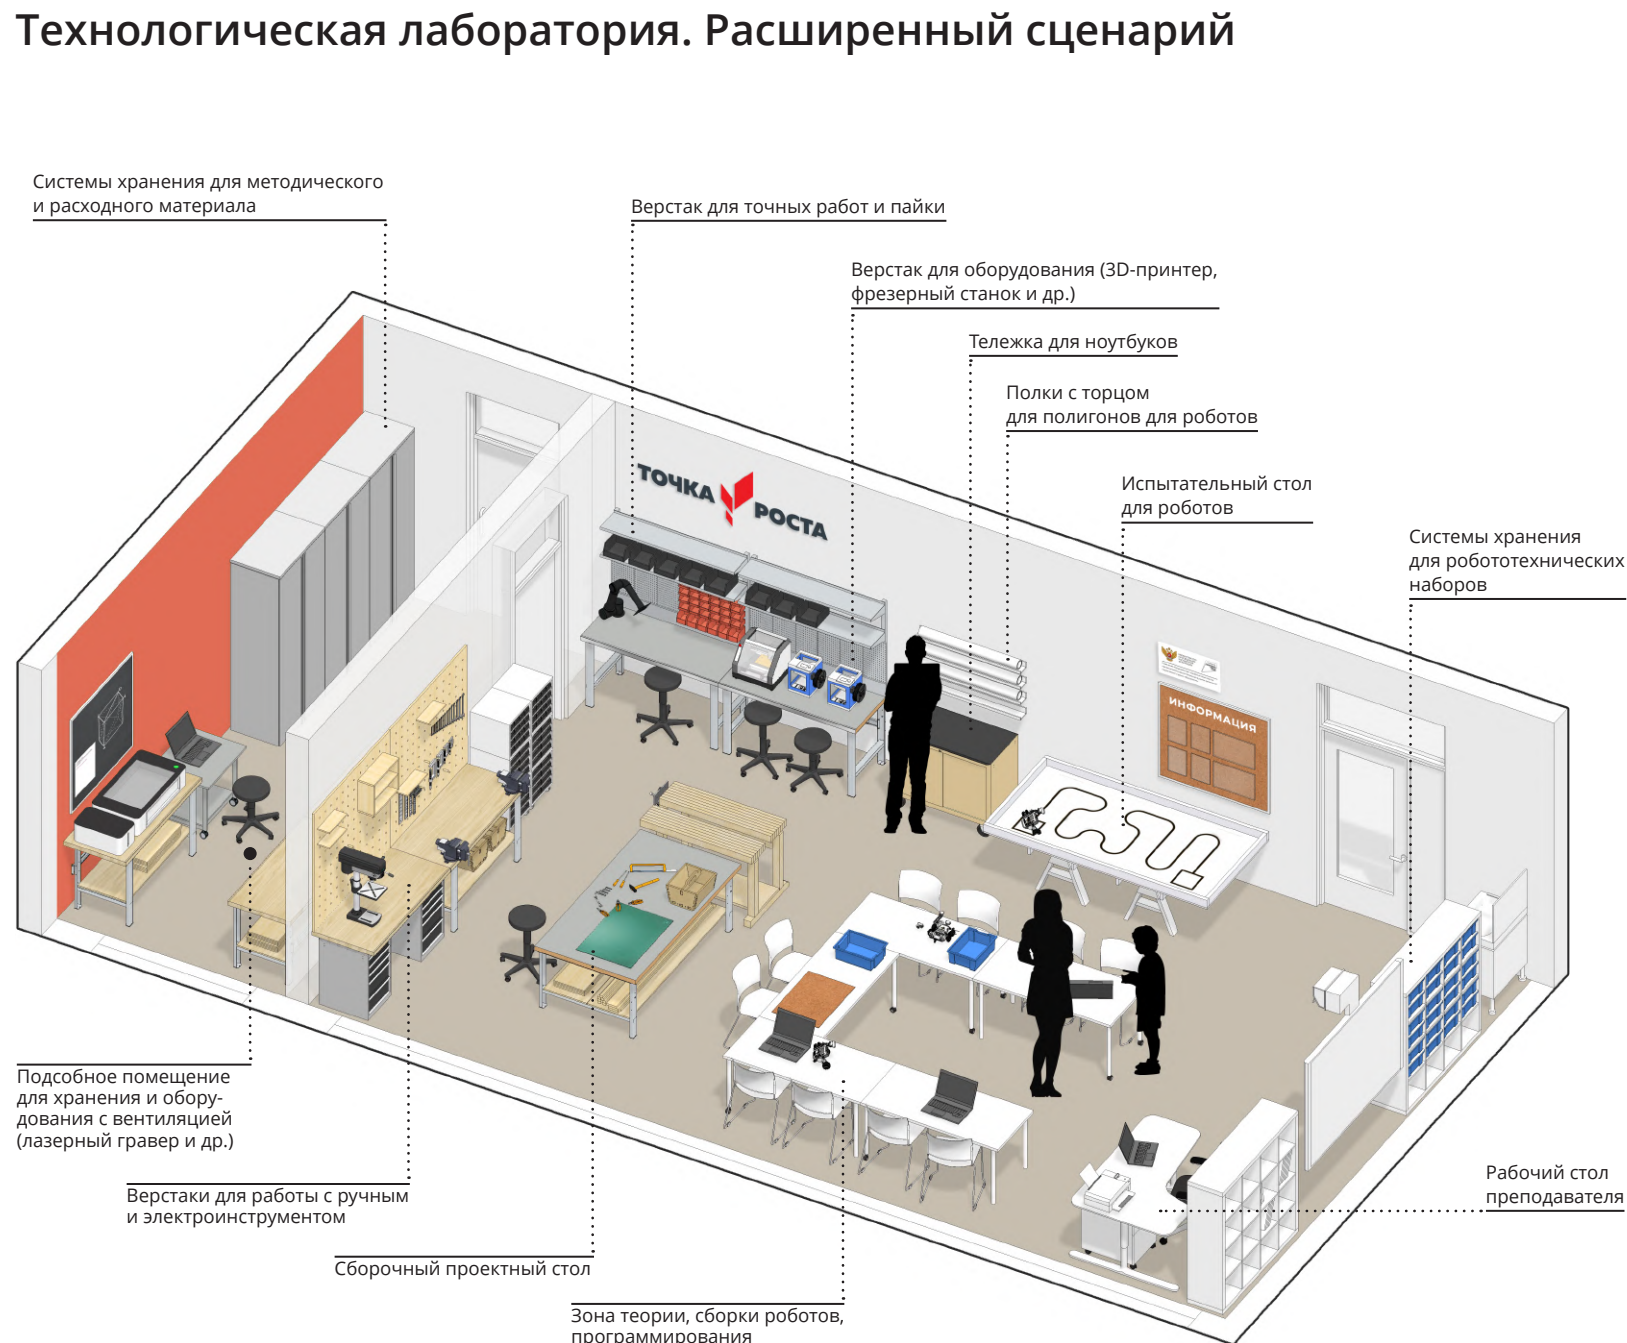 Технологическая лаборатория. Расширенный сценарий
Системы хранения для методического
и расходного материала
Верстак для точных работ и пайки
Верстак для оборудования (3D-принтер,
фрезерный станок и др.)
Тележка для ноутбуков
Полки с торцом
для полигонов для роботов
Испытательный стол
для роботов
Системы хранения
для робототехнических
наборов
ТОЧКА
РОСТА
ИНФОРМАЦИЯ
Подсобное помещение
для хранения и обору-
дования с вентиляцией
(лазерный гравер и др.)
Верстаки для работы с ручным
и электроинструментом
Сборочный проектный стол
Зона теории, сборки роботов,
программирования
Рабочий стол
преподавателя